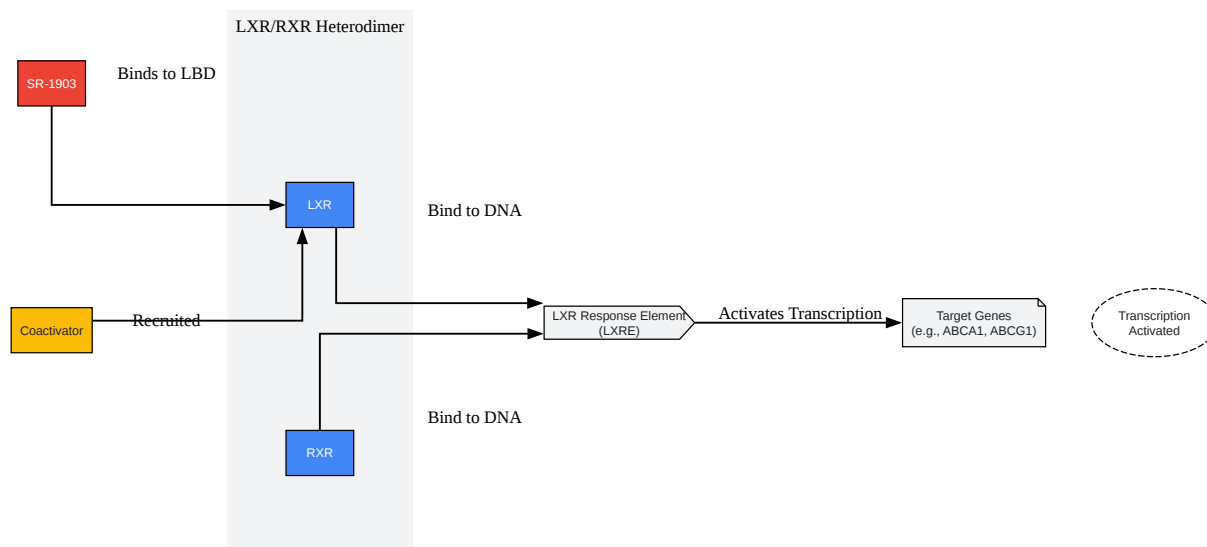 LXR/RXR Heterodimer
Binds to LBD
SR-1903
LXR
Bind to DNA
Coactivator
Recruited
LXR Response Element
(LXRE)
Activates Transcription
Target Genes
(e.g., ABCA1, ABCG1)
Transcription
Activated
Bind to DNA
RXR